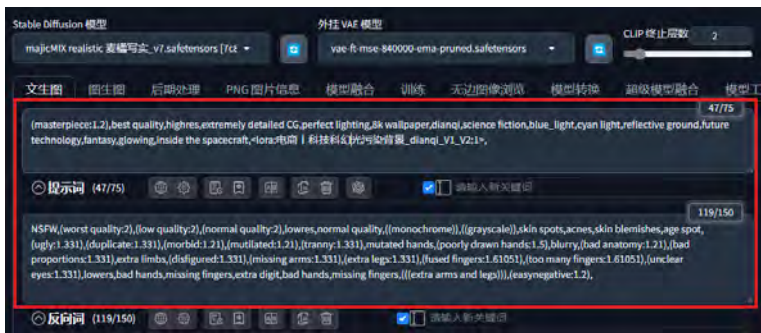 Stable Diffusion 模型
外挂 VAE 模型
CLIP 终止层数 2
majicMIX realistic 麦橘写实_v7.safetensors [7c
vae-ft-mse-840000-ema-pruned.safetensors
文生图 图生图 后期处理 PNG 图片信息 模型融合 训练 无边图像浏览 模型转换 超级模型融合 模型工
47/75
(masterpiece:1.2),best quality,highres,extremely detailed CG,perfect lighting,8k wallpaper,dianqi,science fiction,blue_light,cyan light,reflective ground,future
technology,fantasy,glowing,inside the spacecraft,<lora:电商丨科技科幻光污染背景_dianqi_V1_V2:1>,
提示词 (47/75) 请输入新关键词
119/150
NSFW,(worst quality:2),(low quality:2),(normal quality:2),lowres,normal quality,((monochrome)),((grayscale)),skin spots,acnes,skin blemishes,age spot,
(ugly:1.331),(duplicate:1.331),(morbid:1.21),(mutilated:1.21),(tranny:1.331),mutated hands,(poorly drawn hands:1.5),blurry,(bad anatomy:1.21),(bad
proportions:1.331),extra limbs,(disfigured:1.331),(missing arms:1.331),(extra legs:1.331),(fused fingers:1.61051),(too many fingers:1.61051),(unclear
eyes:1.331),lowers,bad hands,missing fingers,extra digit,bad hands,missing fingers,(((extra arms and legs))),(easynegative:1.2),
反向词 (119/150) 请输入新关键词